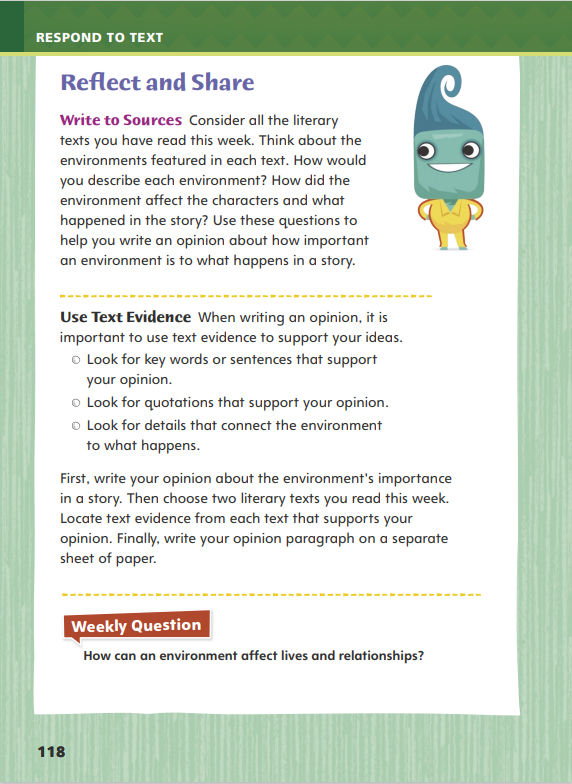 RESPOND TO TEXT
Reflect and Share
Write to Sources Consider all the literary
texts you have read this week. Think about the
environments featured in each text. How would
you describe each environment? How did the
environment affect the characters and what
happened in the story? Use these questions to
help you write an opinion about how important
an environment is to what happens in a story.
Use Text Evidence When writing an opinion, it is
important to use text evidence to support your ideas.
Look for key words or sentences that support
your opinion.
Look for quotations that support your opinion.
Look for details that connect the environment
to what happens.
First, write your opinion about the environment's importance
in a story. Then choose two literary texts you read this week.
Locate text evidence from each text that supports your
opinion. Finally, write your opinion paragraph on a separate
sheet of paper.
Weekly Question
How can an environment affect lives and relationships?
118